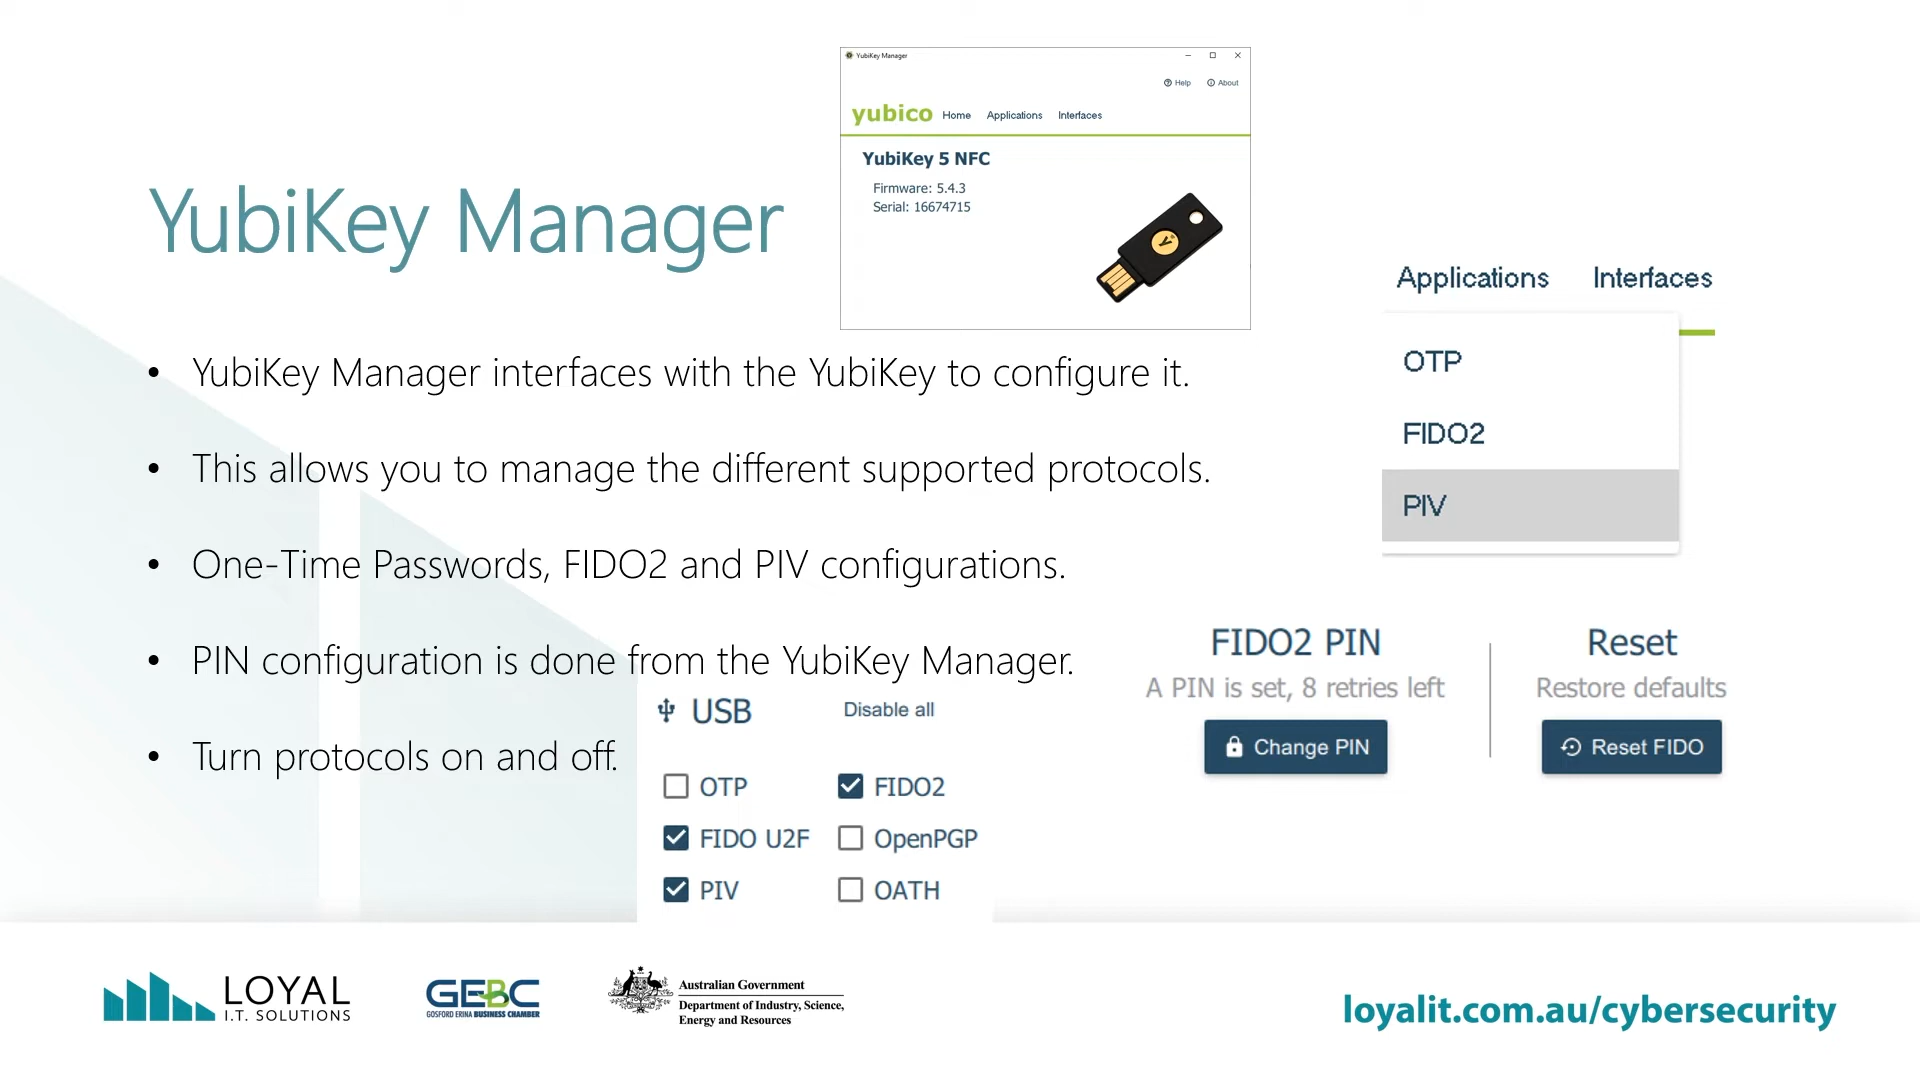 YubiKey Manager
Help
About
yubico
Home
Applications
Interfaces
YubiKey 5 NFC
Firmware: 5.4.3
Serial: 16674715
YubiKey Manager
Applications
Interfaces
OTP
FIDO2
PIV
• YubiKey Manager interfaces with the YubiKey to configure it.
• This allows you to manage the different supported protocols.
• One-Time Passwords, FIDO2 and PIV configurations.
• PIN configuration is done from the YubiKey Manager.
• Turn protocols on and off.
FIDO2 PIN
A PIN is set, 8 retries left
Change PIN
Reset
Restore defaults
Reset FIDO
USB
Disable all
OTP
FIDO2
FIDO U2F
OpenPGP
PIV
OATH
LOYAL
I.T. SOLUTIONS
GEBC
GOSFORD ERINA BUSINESS CHAMBER
Australian Government
Department of Industry, Science,
Energy and Resources
loyalit.com.au/cybersecurity